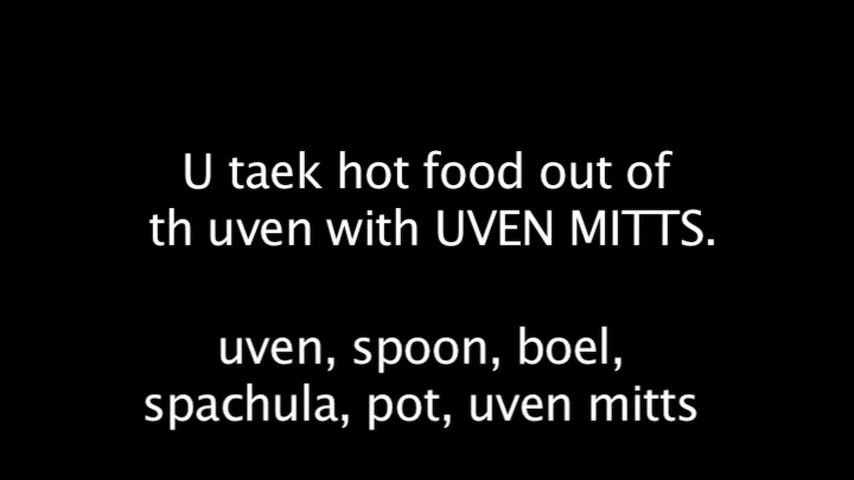 U taek hot food out of
th uven with UVEN MITTS.
uven, spoon, boel,
spachula, pot, uven mitts